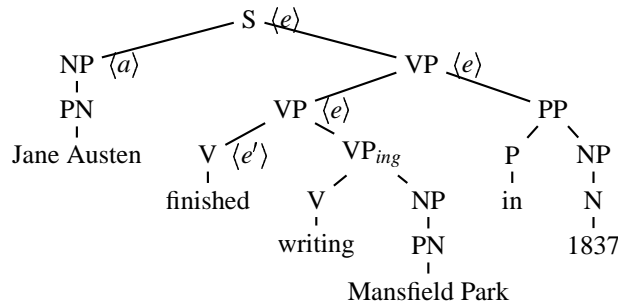 S ⟨e⟩
NP ⟨a⟩ VP ⟨e⟩
PN VP ⟨e⟩ PP
Jane Austen V ⟨e′⟩ VPing P NP
finished V NP in N
writing PN 1837
Mansfield Park